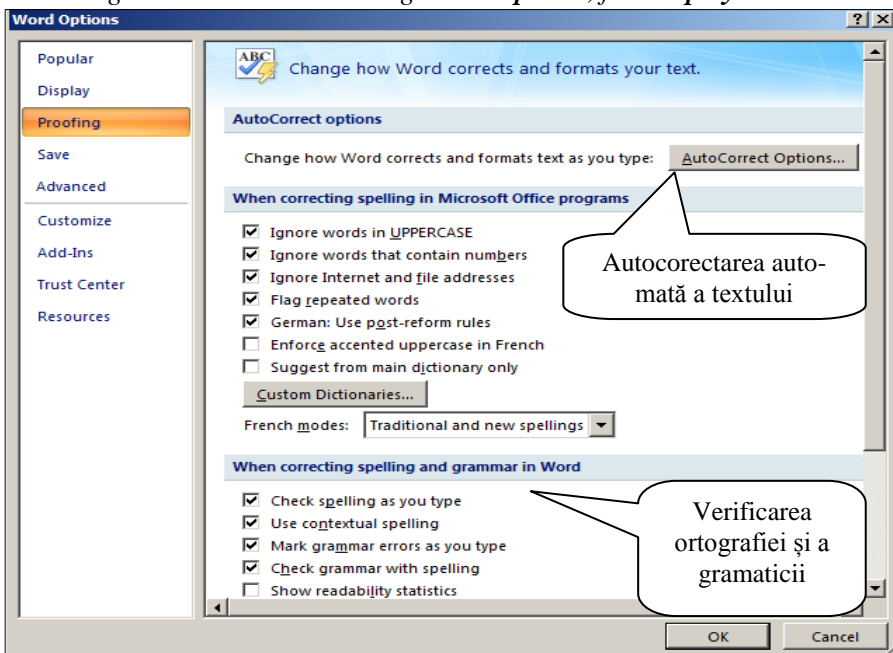 Word Options
Popular
Display
Proofing
Save
Advanced
Customize
Add-Ins
Trust Center
Resources
Change how Word corrects and formats your text.
AutoCorrect options
Change how Word corrects and formats text as you type: AutoCorrect Options...
When correcting spelling in Microsoft Office programs
Ignore words in UPPERCASE
Ignore words that contain numbers
Ignore Internet and file addresses
Flag repeated words
German: Use post-reform rules
Enforce accented uppercase in French
Suggest from main dictionary only
Custom Dictionaries...
French modes: Traditional and new spellings
Autocorectarea auto-
mată a textului
When correcting spelling and grammar in Word
Check spelling as you type
Use contextual spelling
Mark grammar errors as you type
Check grammar with spelling
Show readability statistics
Verificarea
ortografiei și a
gramaticii
OK Cancel